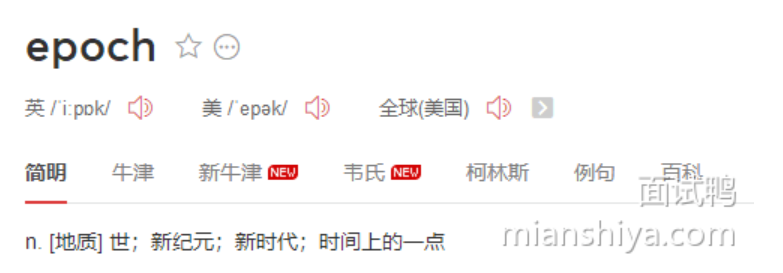 epoch
英 /ˈiːpɒk/ 美 /ˈepək/ 全球(美国)
简明 牛津 新牛津 NEW 韦氏 NEW 柯林斯 例句 百科
面试鸭
n. [地质] 世；新纪元；新时代；时间上的一点
mianshiya.com